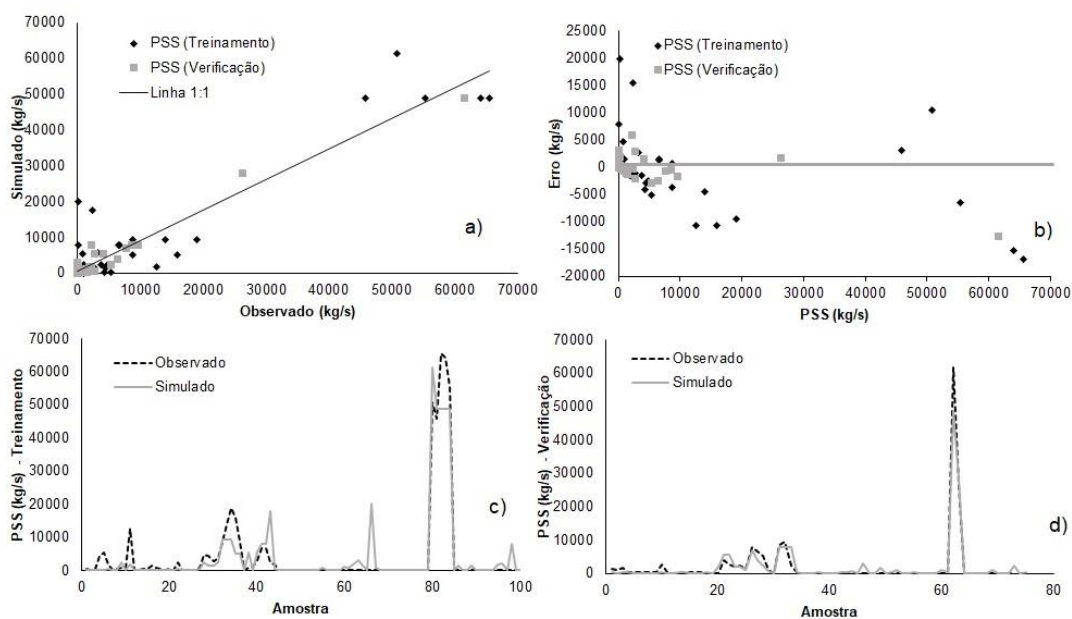 70000
60000
50000
40000
30000
20000
10000
0
Simulado (kg/s)
PSS (Treinamento)
PSS (Verificação)
Linha 1:1
a)
0 10000 20000 30000 40000 50000 60000 70000
Observado (kg/s)
25000
20000
15000
10000
5000
0
-5000
-10000
-15000
-20000
Erro (kg/s)
PSS (Treinamento)
PSS (Verificação)
b)
0 10000 20000 30000 40000 50000 60000 70000
PSS (kg/s)
70000
60000
50000
40000
30000
20000
10000
0
PSS (kg/s) - Treinamento
Observado
Simulado
c)
0 20 40 60 80 100
Amostra
70000
60000
50000
40000
30000
20000
10000
0
PSS (kg/s) - Verificação
Observado
Simulado
d)
0 20 40 60 80
Amostra